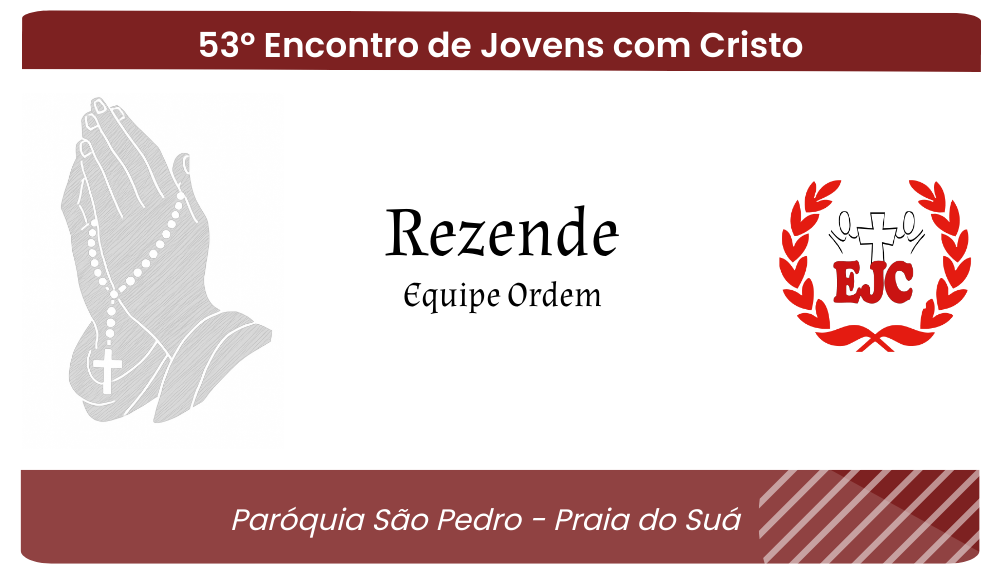 53º Encontro de Jovens com Cristo
Rezende
Equipe Ordem
EJC
Paróquia São Pedro - Praia do Suá